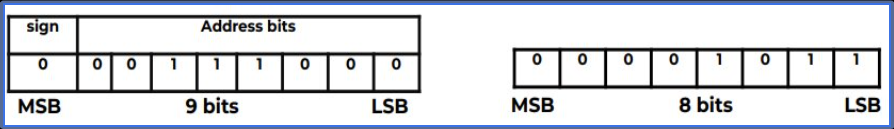 sign Address bits
0 0 0 1 1 1 0 0 0
MSB 9 bits LSB
0 0 0 0 1 0 1 1
MSB 8 bits LSB